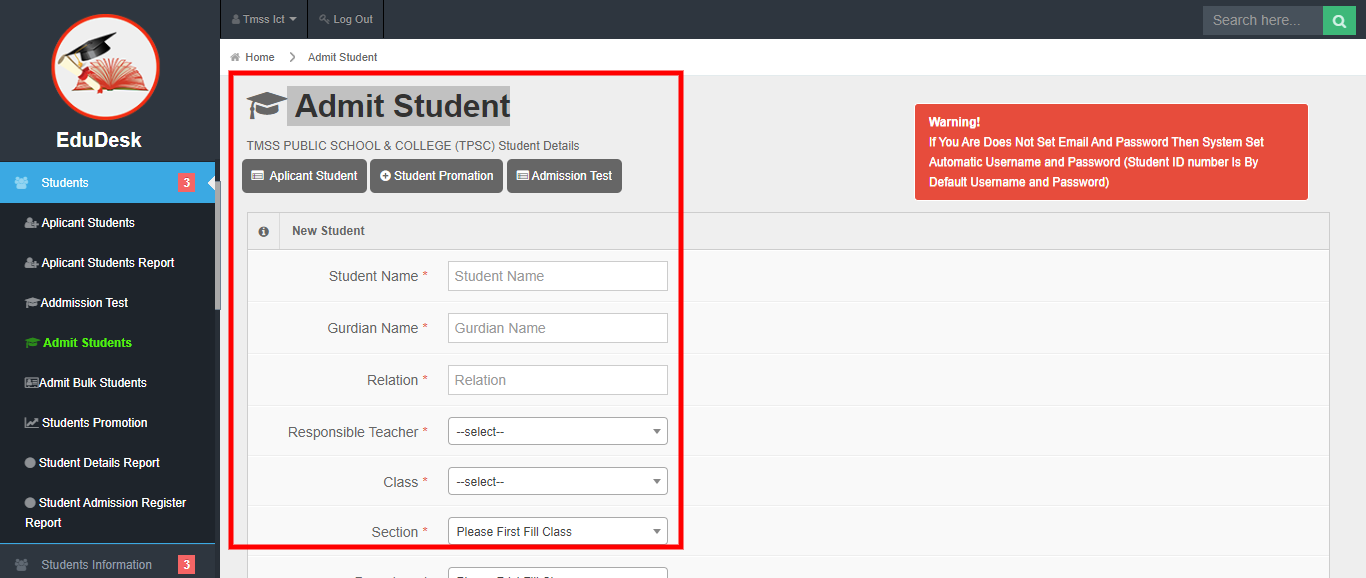 Tmss Ict
Log Out
Search here...
EduDesk
Home
Admit Student
Admit Student
TMSS PUBLIC SCHOOL & COLLEGE (TPSC) Student Details
Aplicant Student
Student Promation
Admission Test
Warning!
If You Are Does Not Set Email And Password Then System Set
Automatic Username and Password (Student ID number Is By
Default Username and Password)
Students
3
Aplicant Students
Aplicant Students Report
Addmission Test
Admit Students
Admit Bulk Students
Students Promotion
Student Details Report
Student Admission Register
Report
Students Information
3
New Student
Student Name *
Student Name
Gurdian Name *
Gurdian Name
Relation *
Relation
Responsible Teacher *
--select--
Class *
--select--
Section *
Please First Fill Class